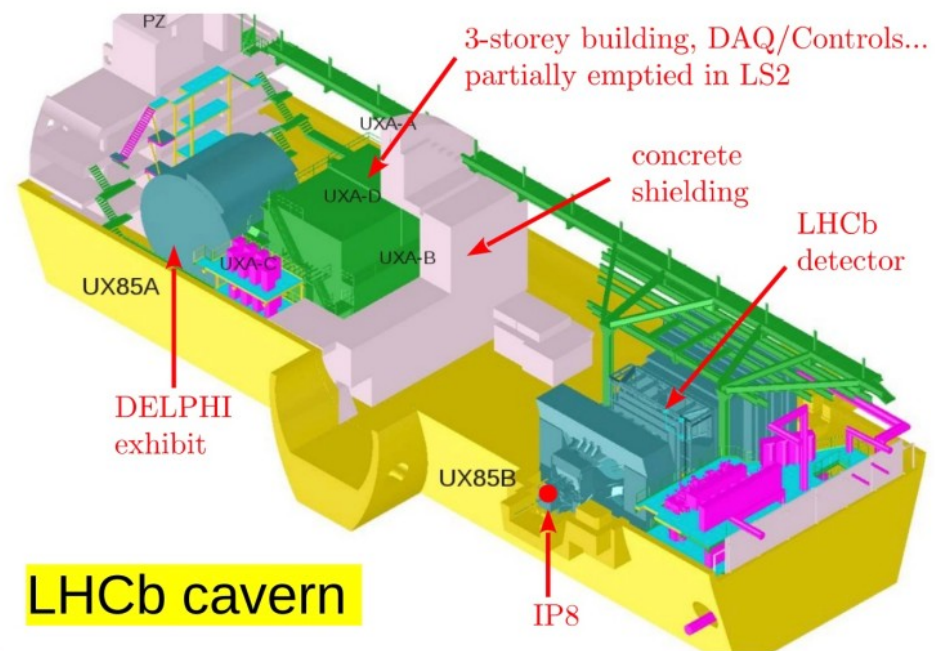 PZ
3-storey building, DAQ/Controls...
partially emptied in LS2
UXA-A
concrete
shielding
UXA-D
LHCb
detector
UXA-B
UXA-C
UX85A
DELPHI
exhibit
UX85B
LHCb cavern
IP8